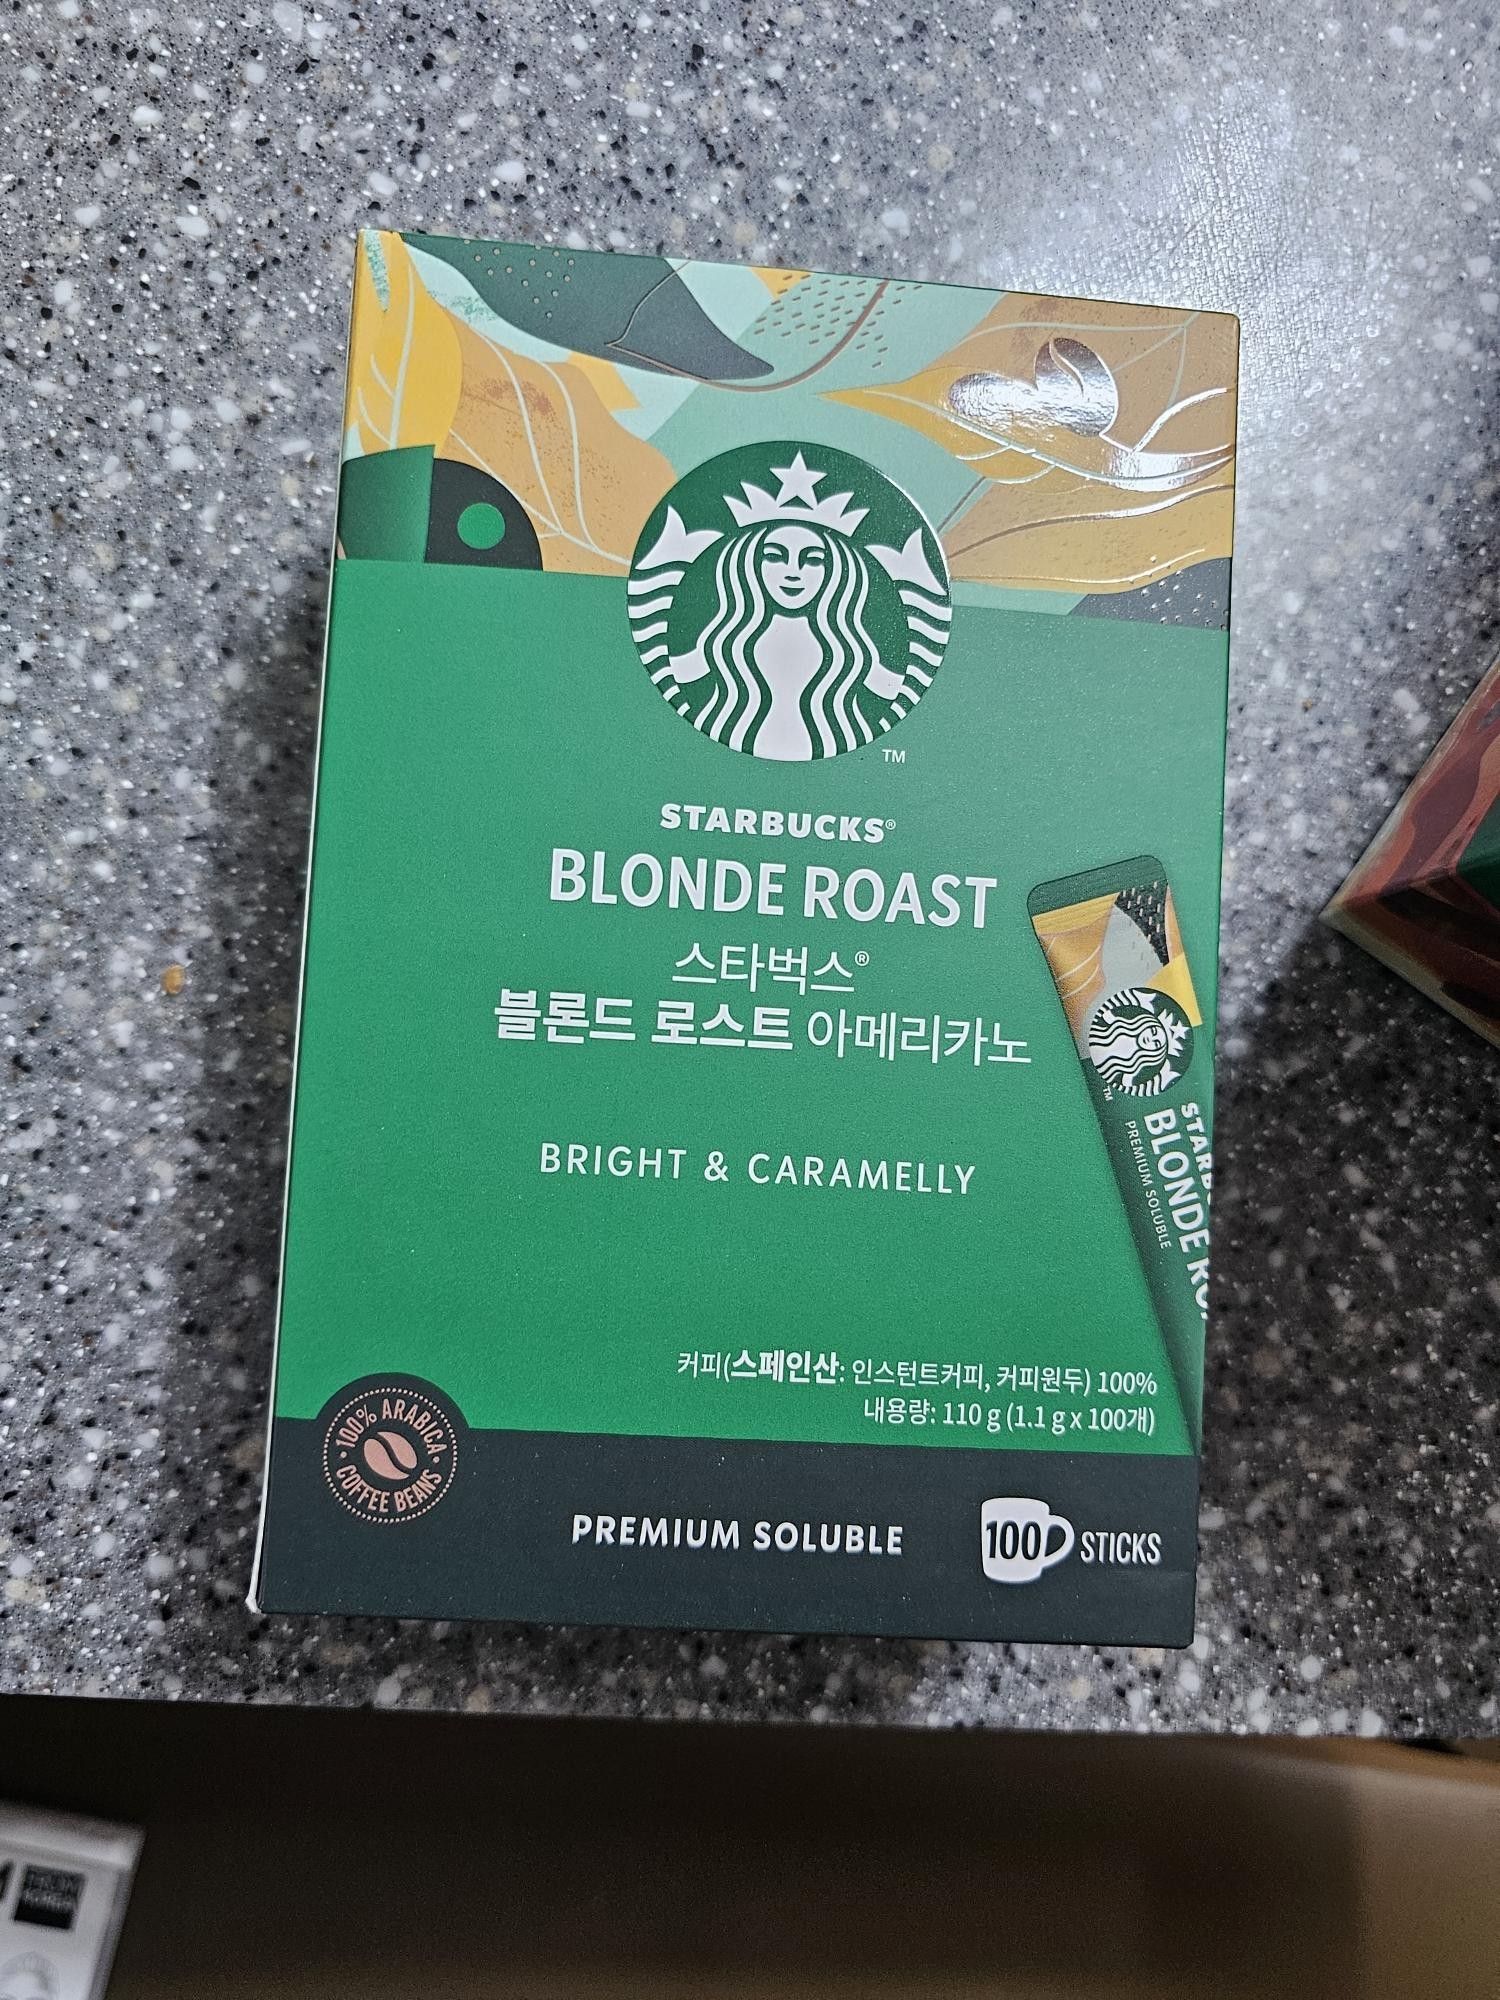 TM
STARBUCKS®
BLONDE ROAST
스타벅스®
블론드 로스트 아메리카노
BRIGHT & CARAMELLY
TM
BLONDE
PREMIUM SOLUBLE
커피(스페인산: 인스턴트커피, 커피원두) 100%
내용량: 110 g (1.1 g x 100개)
100% ARABICA
COFFEE BEANS
PREMIUM SOLUBLE
100 STICKS